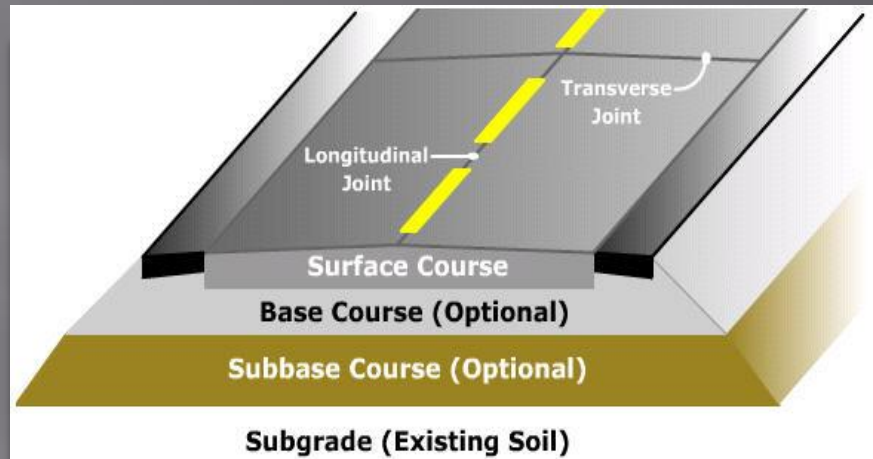 Transverse
Joint
Longitudinal
Joint
Surface Course
Base Course (Optional)
Subbase Course (Optional)
Subgrade (Existing Soil)